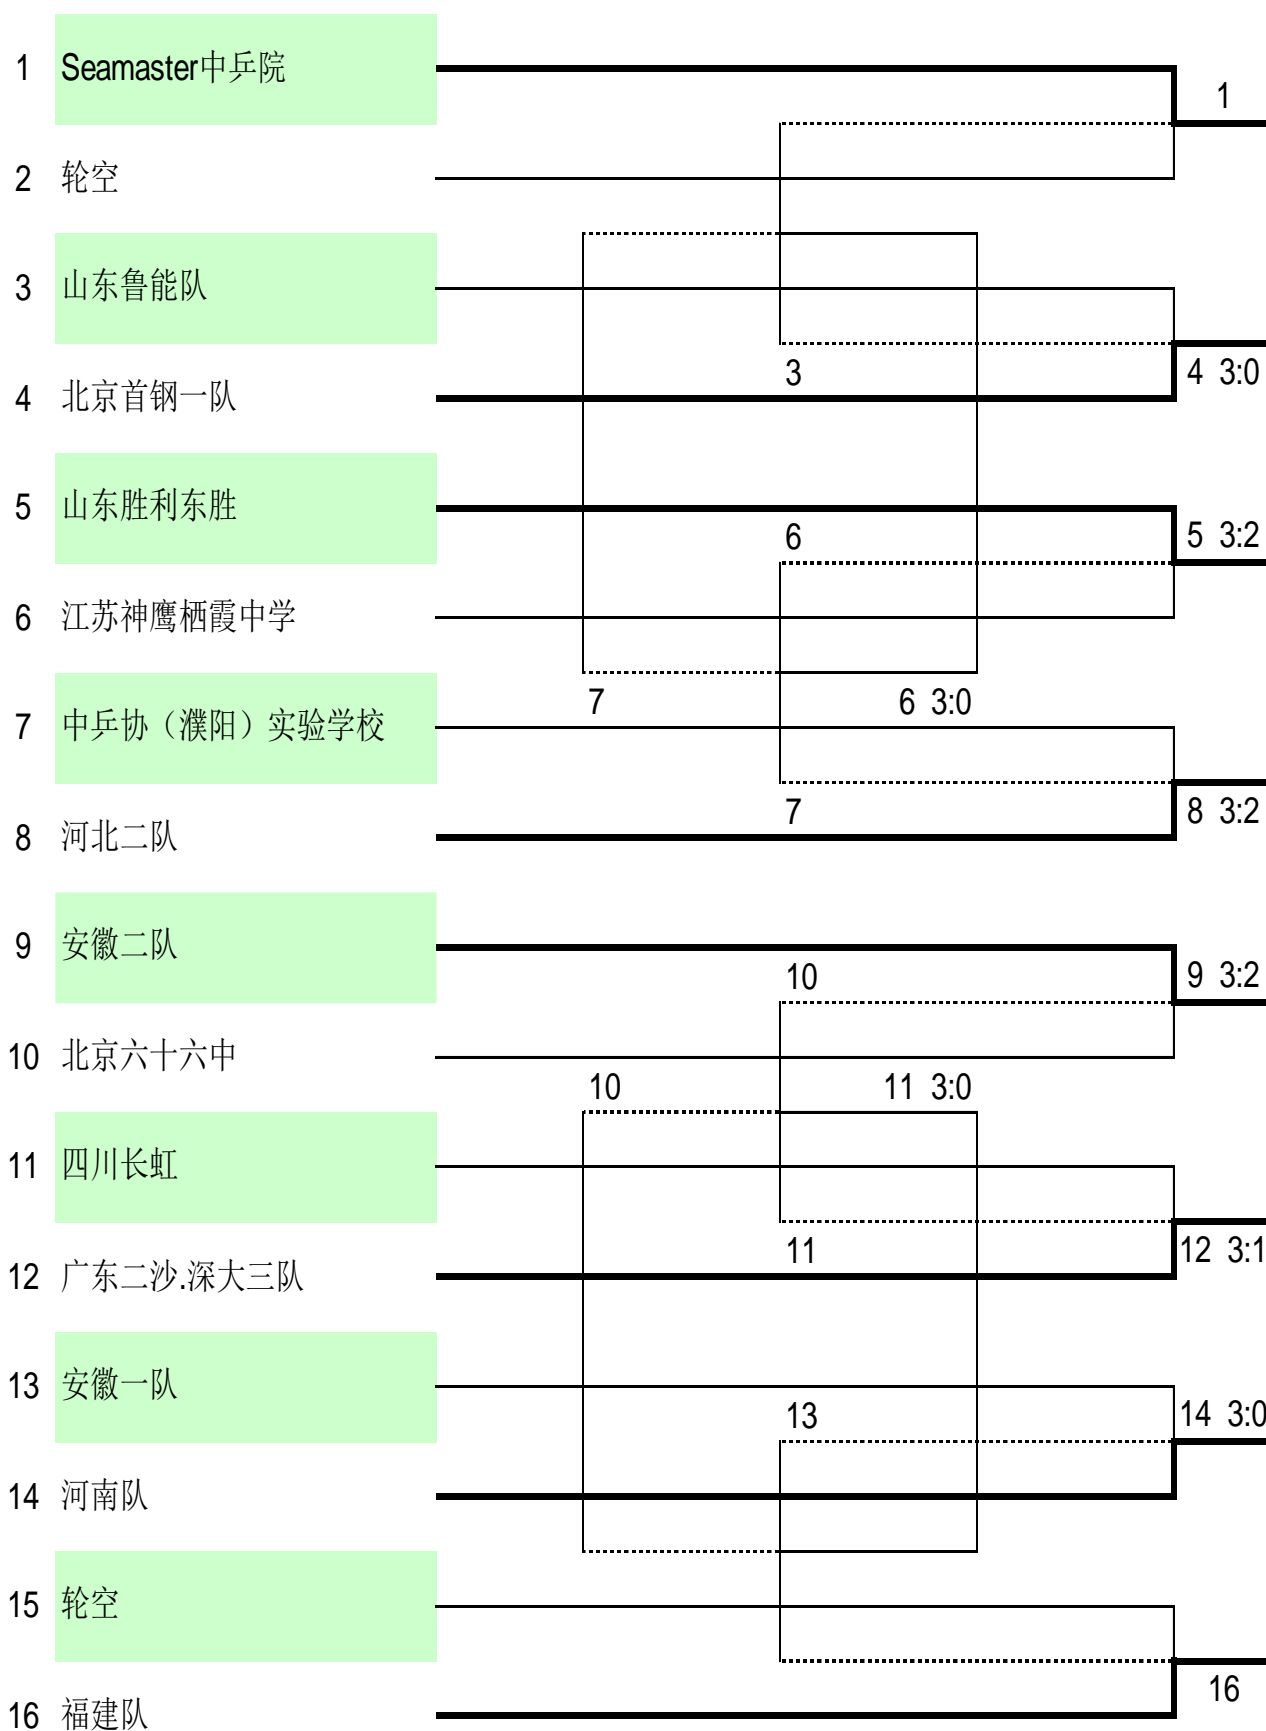 1 Seamaster中乒院
1
2 轮空
3 山东鲁能队
3
4 3:0
4 北京首钢一队
5 山东胜利东胜
6
5 3:2
6 江苏神鹰栖霞中学
7
6 3:0
7 中乒协（濮阳）实验学校
7
8 3:2
8 河北二队
9 安徽二队
10
9 3:2
10 北京六十六中
10
11 3:0
11 四川长虹
11
12 3:1
12 广东二沙.深大三队
13 安徽一队
13
14 3:0
14 河南队
15 轮空
16
16 福建队